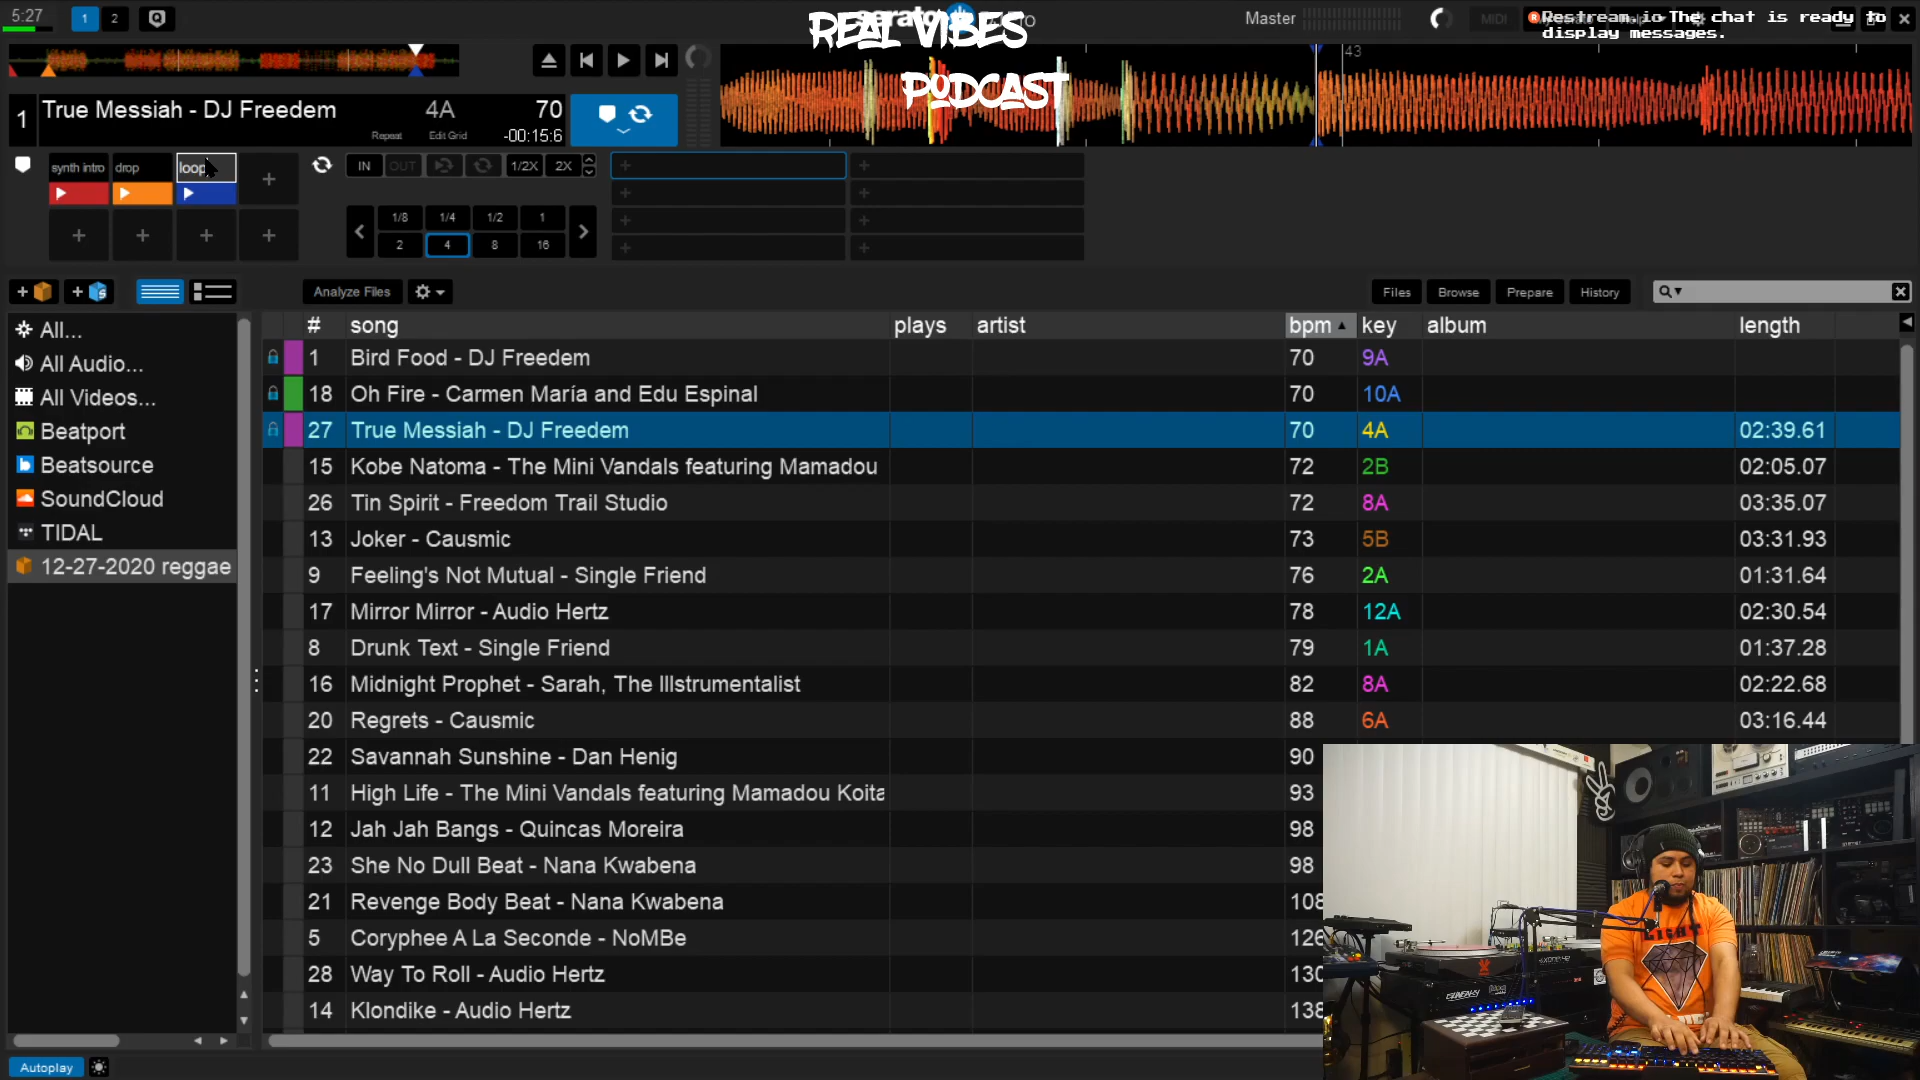 5:27
1 2
serato
REAL VIBES
PODCAST
Master
MIDI
Restream.io The chat is ready to
display messages.
1
True Messiah - DJ Freedem 4A 70
Repeat Edit Grid -00:15:6
43
synth intro drop loop
IN OUT 1/2X 2X
1/8 1/4 1/2 1
2 4 8 16
Analyze Files
Files Browse Prepare History
All...
All Audio...
All Videos...
Beatport
Beatsource
SoundCloud
TIDAL
12-27-2020 reggae
# song plays artist bpm key album length
1 Bird Food - DJ Freedem 70 9A
18 Oh Fire - Carmen María and Edu Espinal 70 10A
27 True Messiah - DJ Freedem 70 4A 02:39.61
15 Kobe Natoma - The Mini Vandals featuring Mamadou 72 2B 02:05.07
26 Tin Spirit - Freedom Trail Studio 72 8A 03:35.07
13 Joker - Causmic 73 5B 03:31.93
9 Feeling's Not Mutual - Single Friend 76 2A 01:31.64
17 Mirror Mirror - Audio Hertz 78 12A 02:30.54
8 Drunk Text - Single Friend 79 1A 01:37.28
16 Midnight Prophet - Sarah, The Illstrumentalist 82 8A 02:22.68
20 Regrets - Causmic 88 6A 03:16.44
22 Savannah Sunshine - Dan Henig 90
11 High Life - The Mini Vandals featuring Mamadou Koita 93
12 Jah Jah Bangs - Quincas Moreira 98
23 She No Dull Beat - Nana Kwabena 98
21 Revenge Body Beat - Nana Kwabena 108
5 Coryphee A La Seconde - NoMBe 126
28 Way To Roll - Audio Hertz 130
14 Klondike - Audio Hertz 138
LIGHT
Autoplay